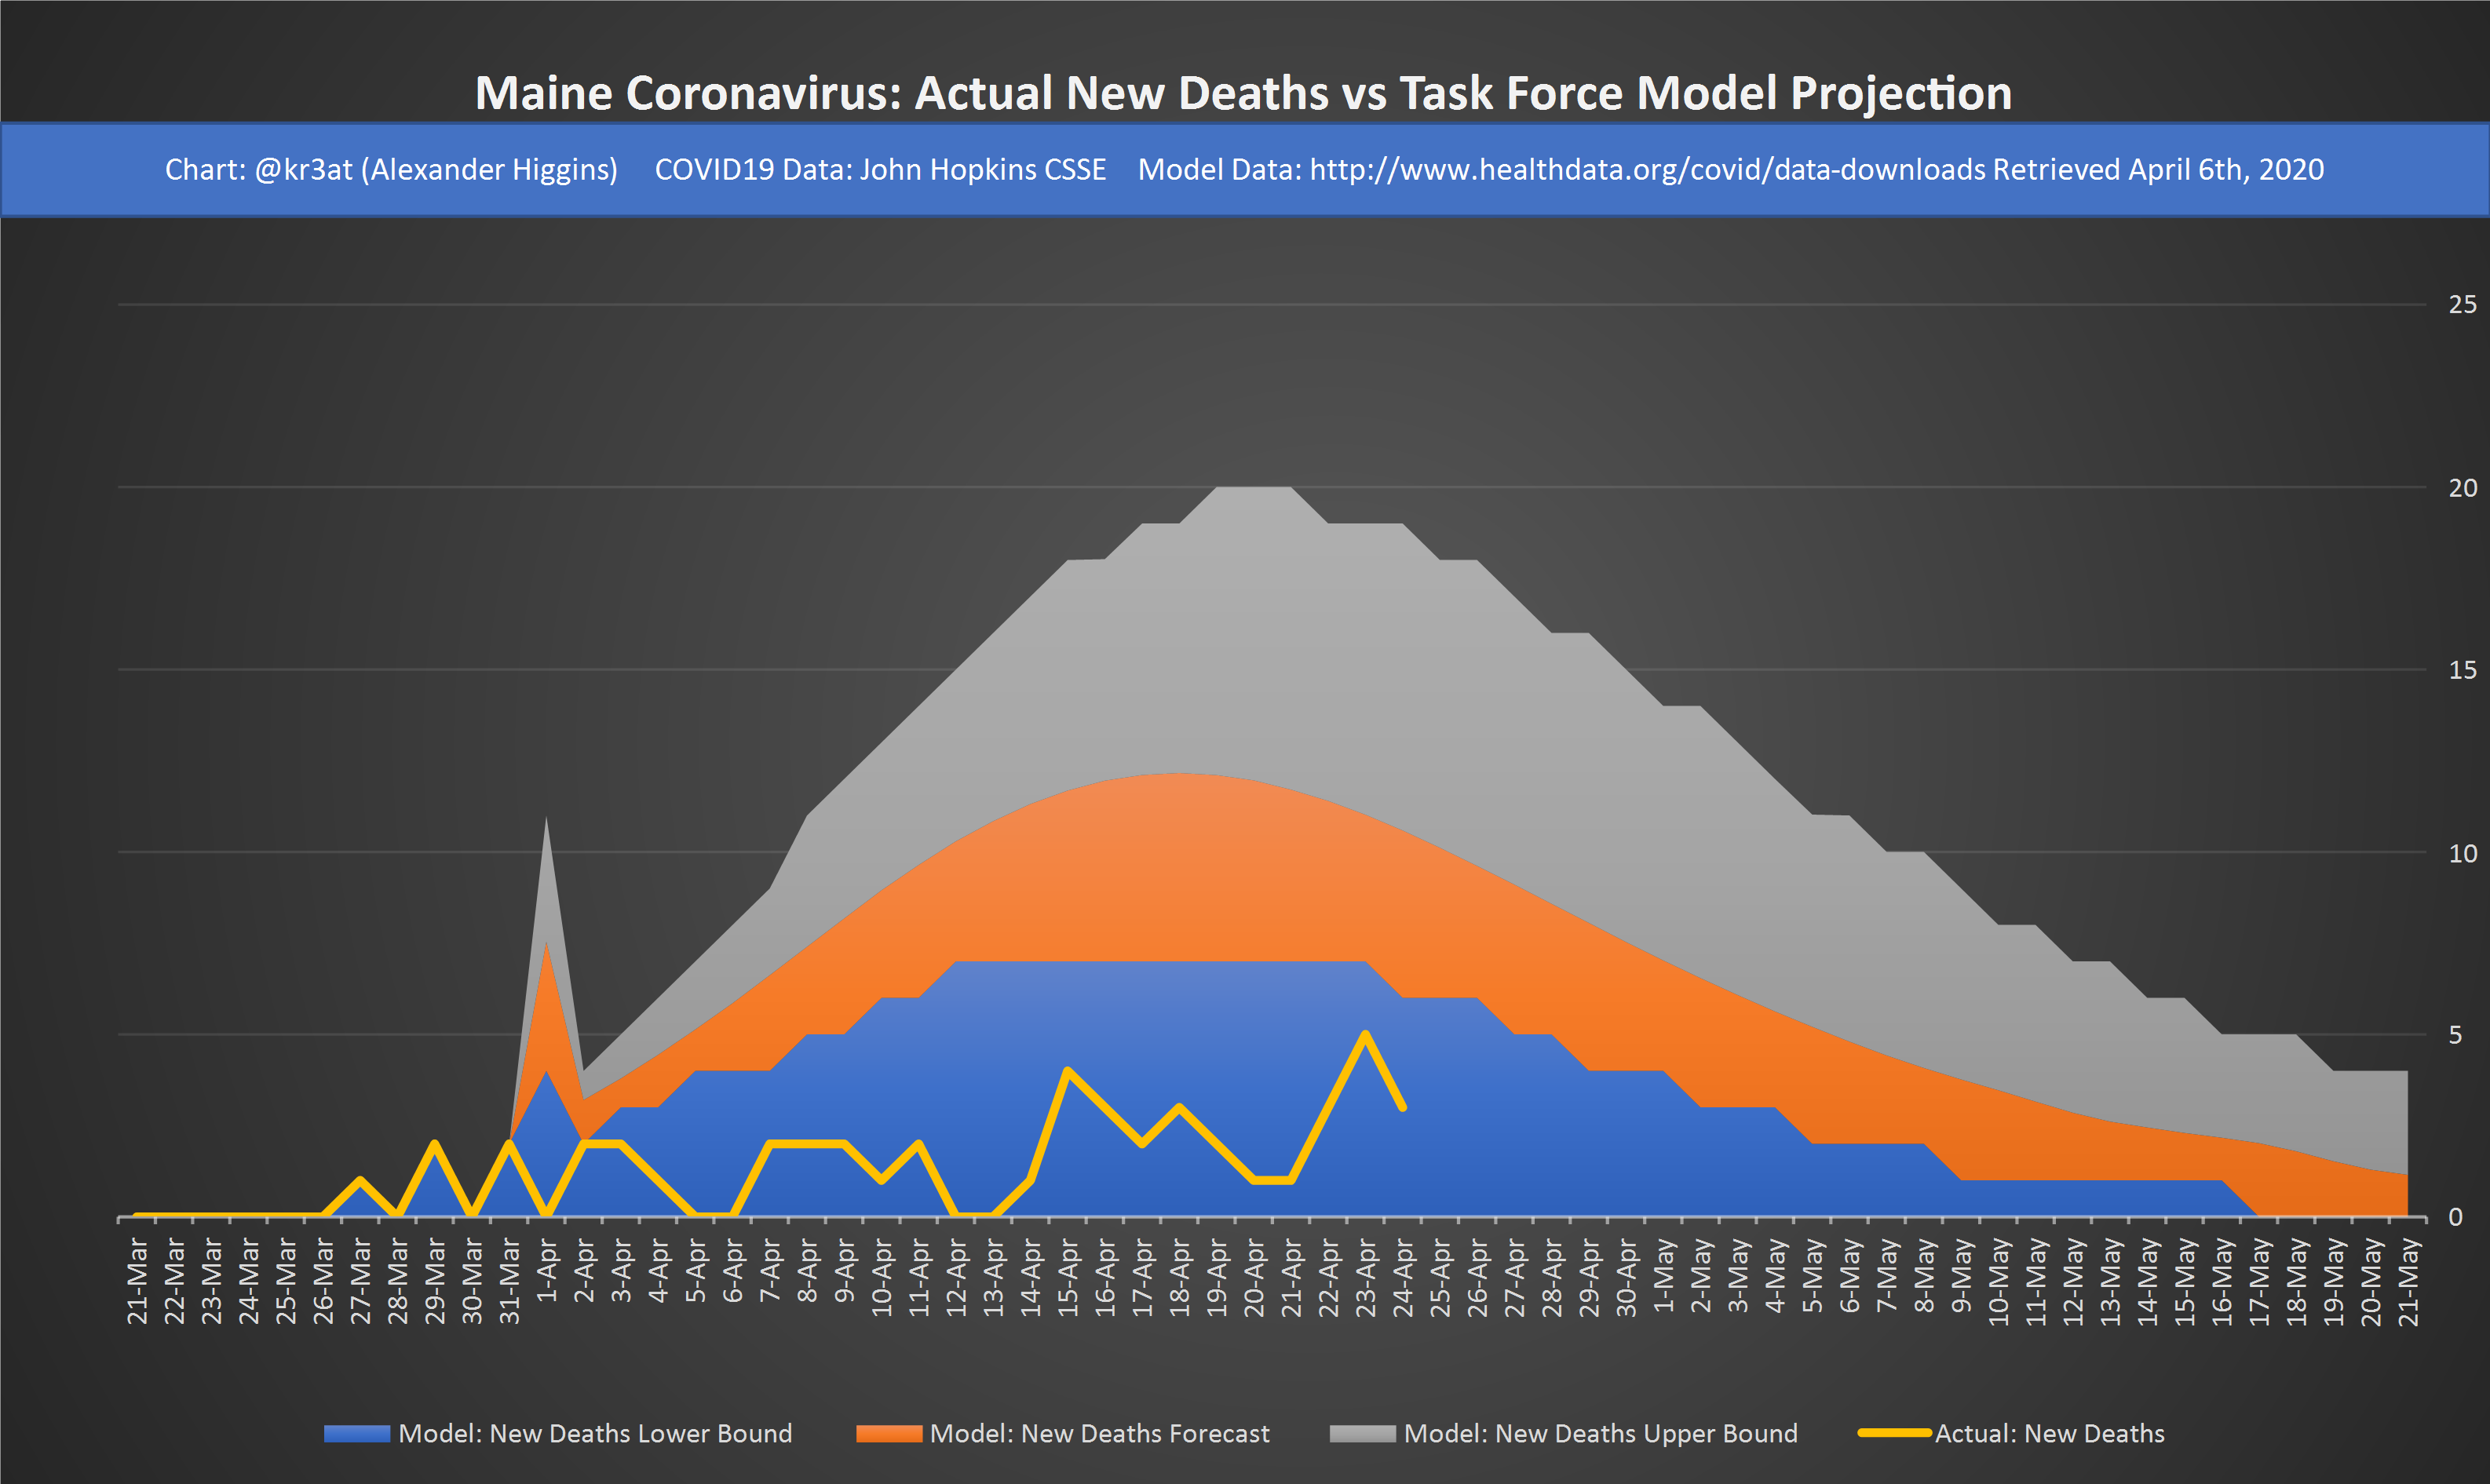 Maine Coronavirus: Actual New Deaths vs Task Force Model Projection
Chart: @kr3at (Alexander Higgins) COVID19 Data: John Hopkins CSSE Model Data: http://www.healthdata.org/covid/data-downloads Retrieved April 6th, 2020
25
20
15
10
5
0
21-Mar
22-Mar
23-Mar
24-Mar
25-Mar
26-Mar
27-Mar
28-Mar
29-Mar
30-Mar
31-Mar
1-Apr
2-Apr
3-Apr
4-Apr
5-Apr
6-Apr
7-Apr
8-Apr
9-Apr
10-Apr
11-Apr
12-Apr
13-Apr
14-Apr
15-Apr
16-Apr
17-Apr
18-Apr
19-Apr
20-Apr
21-Apr
22-Apr
23-Apr
24-Apr
25-Apr
26-Apr
27-Apr
28-Apr
29-Apr
30-Apr
1-May
2-May
3-May
4-May
5-May
6-May
7-May
8-May
9-May
10-May
11-May
12-May
13-May
14-May
15-May
16-May
17-May
18-May
19-May
20-May
21-May
Model: New Deaths Lower Bound
Model: New Deaths Forecast
Model: New Deaths Upper Bound
Actual: New Deaths